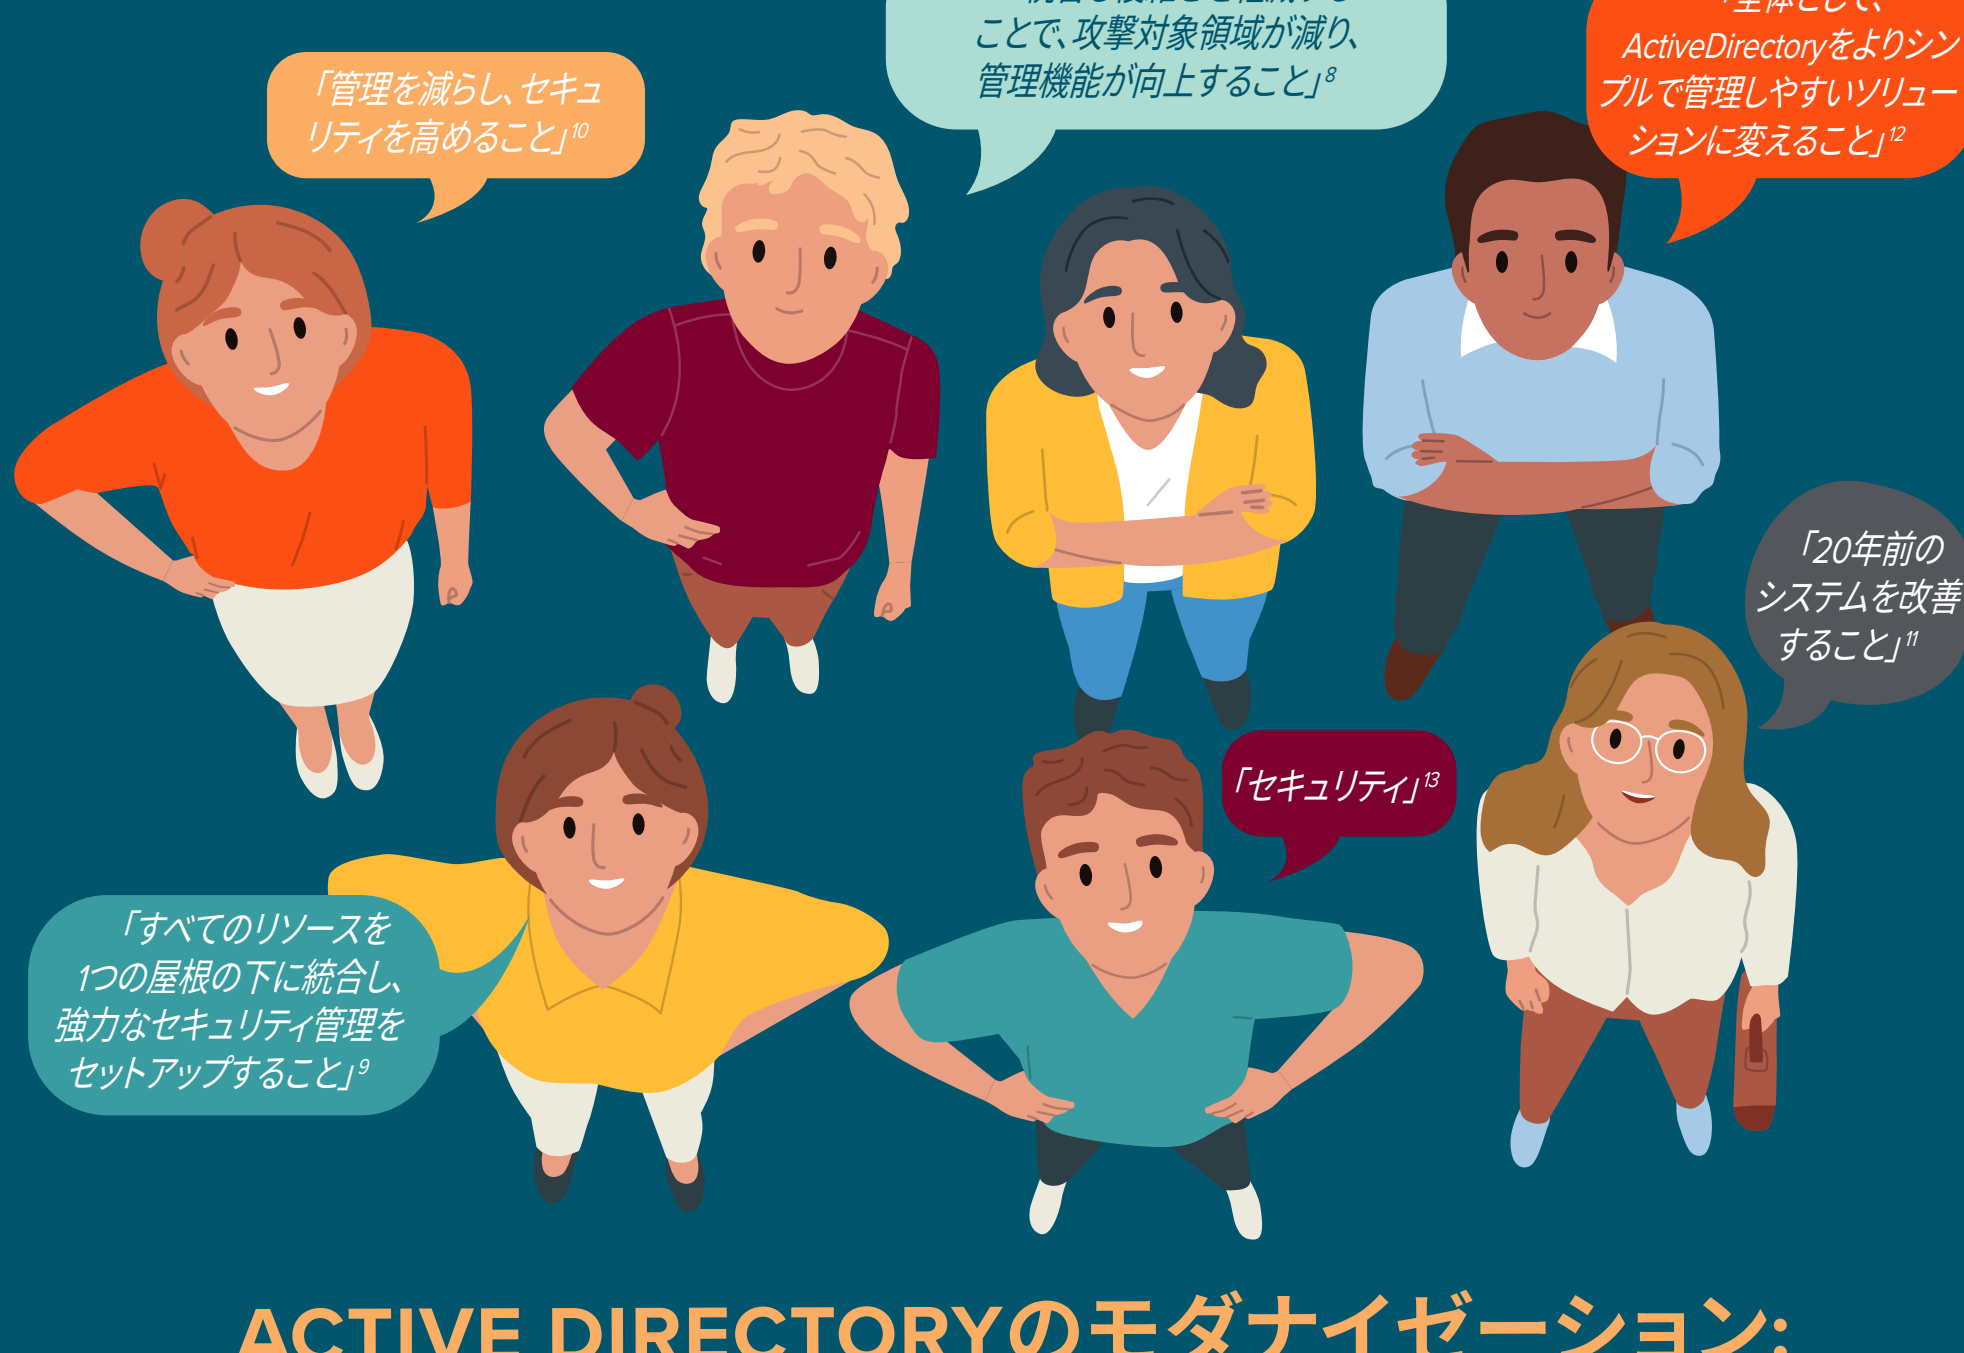 ことで、攻撃対象領域が減り、
管理機能が向上すること」8
「全体として、
ActiveDirectoryをよりシン
プルで管理しやすいソリュー
ションに変えること」12
「管理を減らし、セキュ
リティを高めること」10
「20年前の
システムを改善
すること」11
「セキュリティ」13
「すべてのリソースを
1つの屋根の下に統合し、
強力なセキュリティ管理を
セットアップすること」9
ACTIVE DIRECTORYのモダナイゼーション: